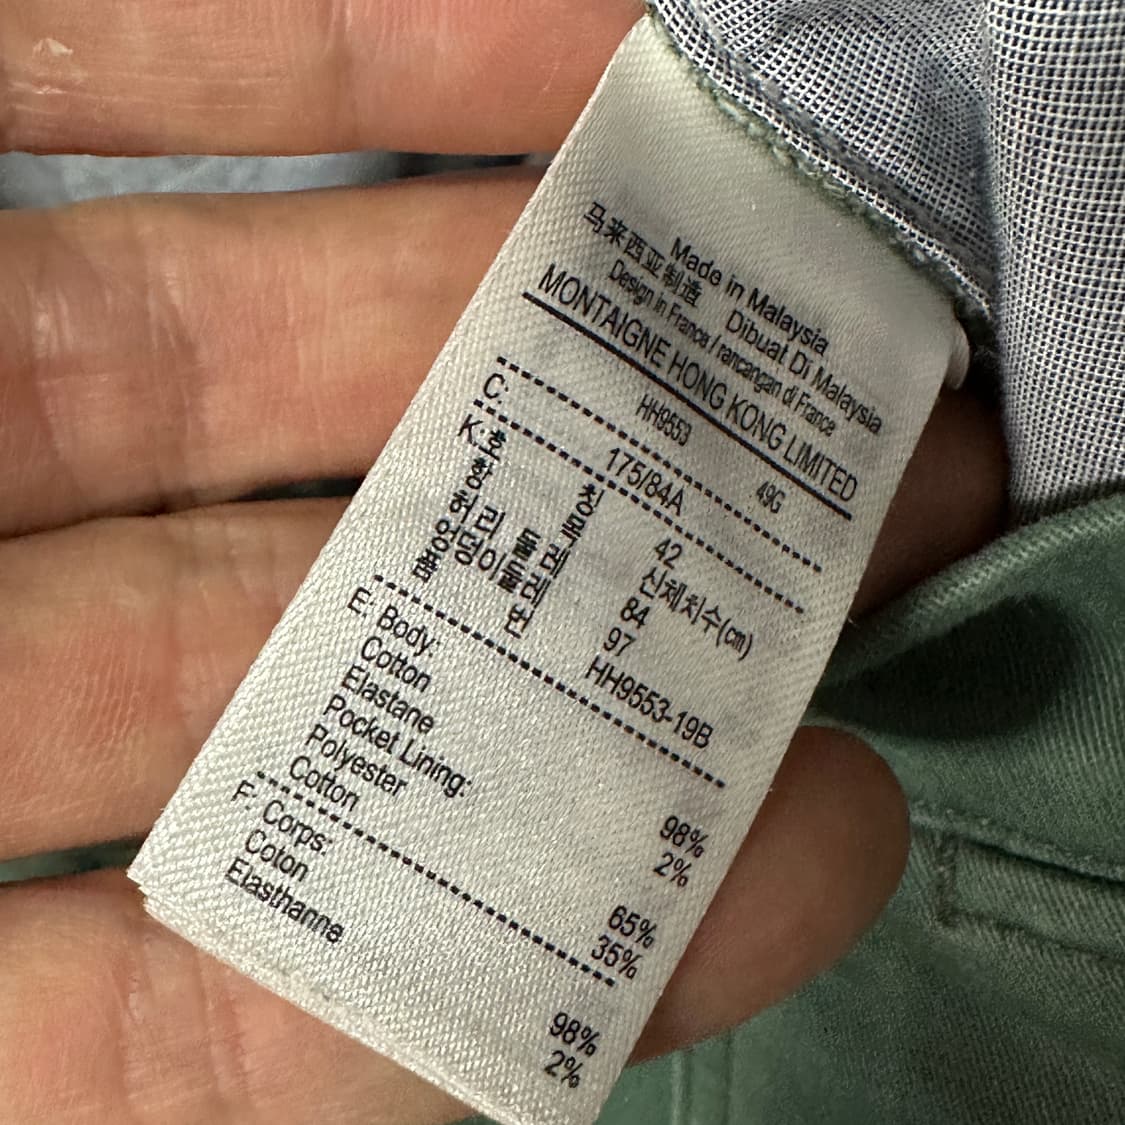 马来西亚制造 Made in Malaysia
Dibuat Di Malaysia
Design in France / rancangan di France
MONTAIGNE HONG KONG LIMITED
HH9553 49G
C: 175/84A
K: 호 칭 42
항 목 신체치수(cm)
허리 둘레 84
엉덩이둘레 97
품 번 HH9553-19B
E: Body:
Cotton 98%
Elastane 2%
Pocket Lining:
Polyester 65%
Cotton 35%
F: Corps:
Coton 98%
Elasthanne 2%